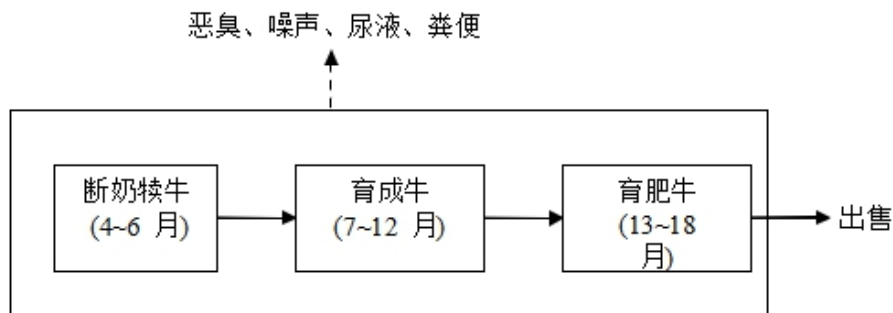 恶臭、噪声、尿液、粪便
断奶犊牛
(4~6 月)
育成牛
(7~12 月)
育肥牛
(13~18
月)
出售